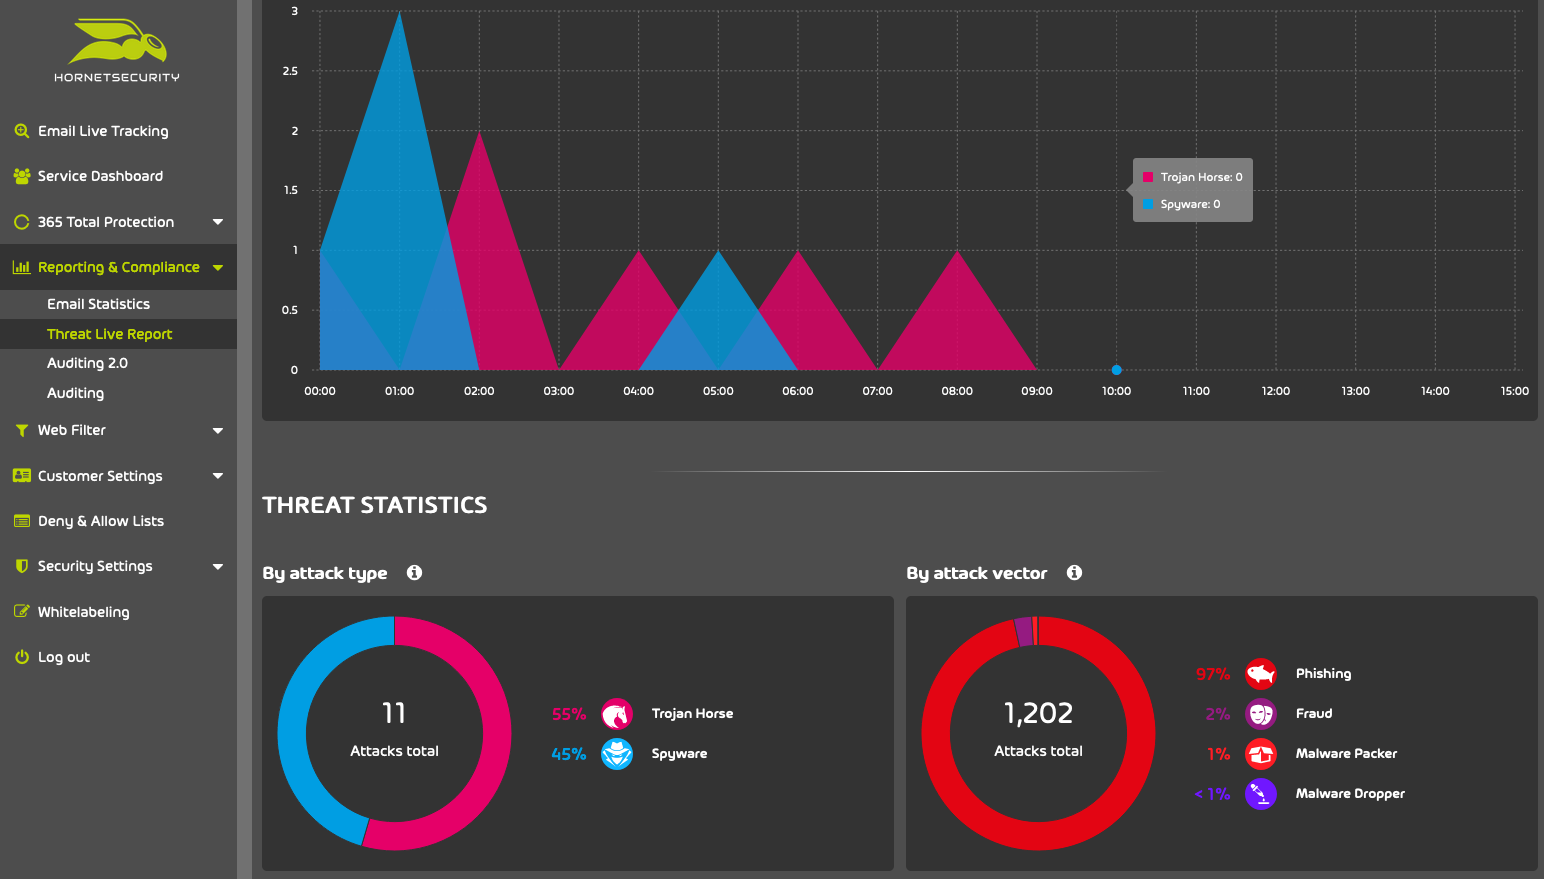 HORNETSECURITY
Email Live Tracking
Service Dashboard
365 Total Protection
Reporting & Compliance
Email Statistics
Threat Live Report
Auditing 2.0
Auditing
Web Filter
Customer Settings
Deny & Allow Lists
Security Settings
Whitelabeling
Log out
3
2.5
2
1.5
1
0.5
0
00:00 01:00 02:00 03:00 04:00 05:00 06:00 07:00 08:00 09:00 10:00 11:00 12:00 13:00 14:00 15:00
Trojan Horse: 0
Spyware: 0
THREAT STATISTICS
By attack type
11
Attacks total
55% Trojan Horse
45% Spyware
By attack vector
1,202
Attacks total
97% Phishing
2% Fraud
1% Malware Packer
< 1% Malware Dropper